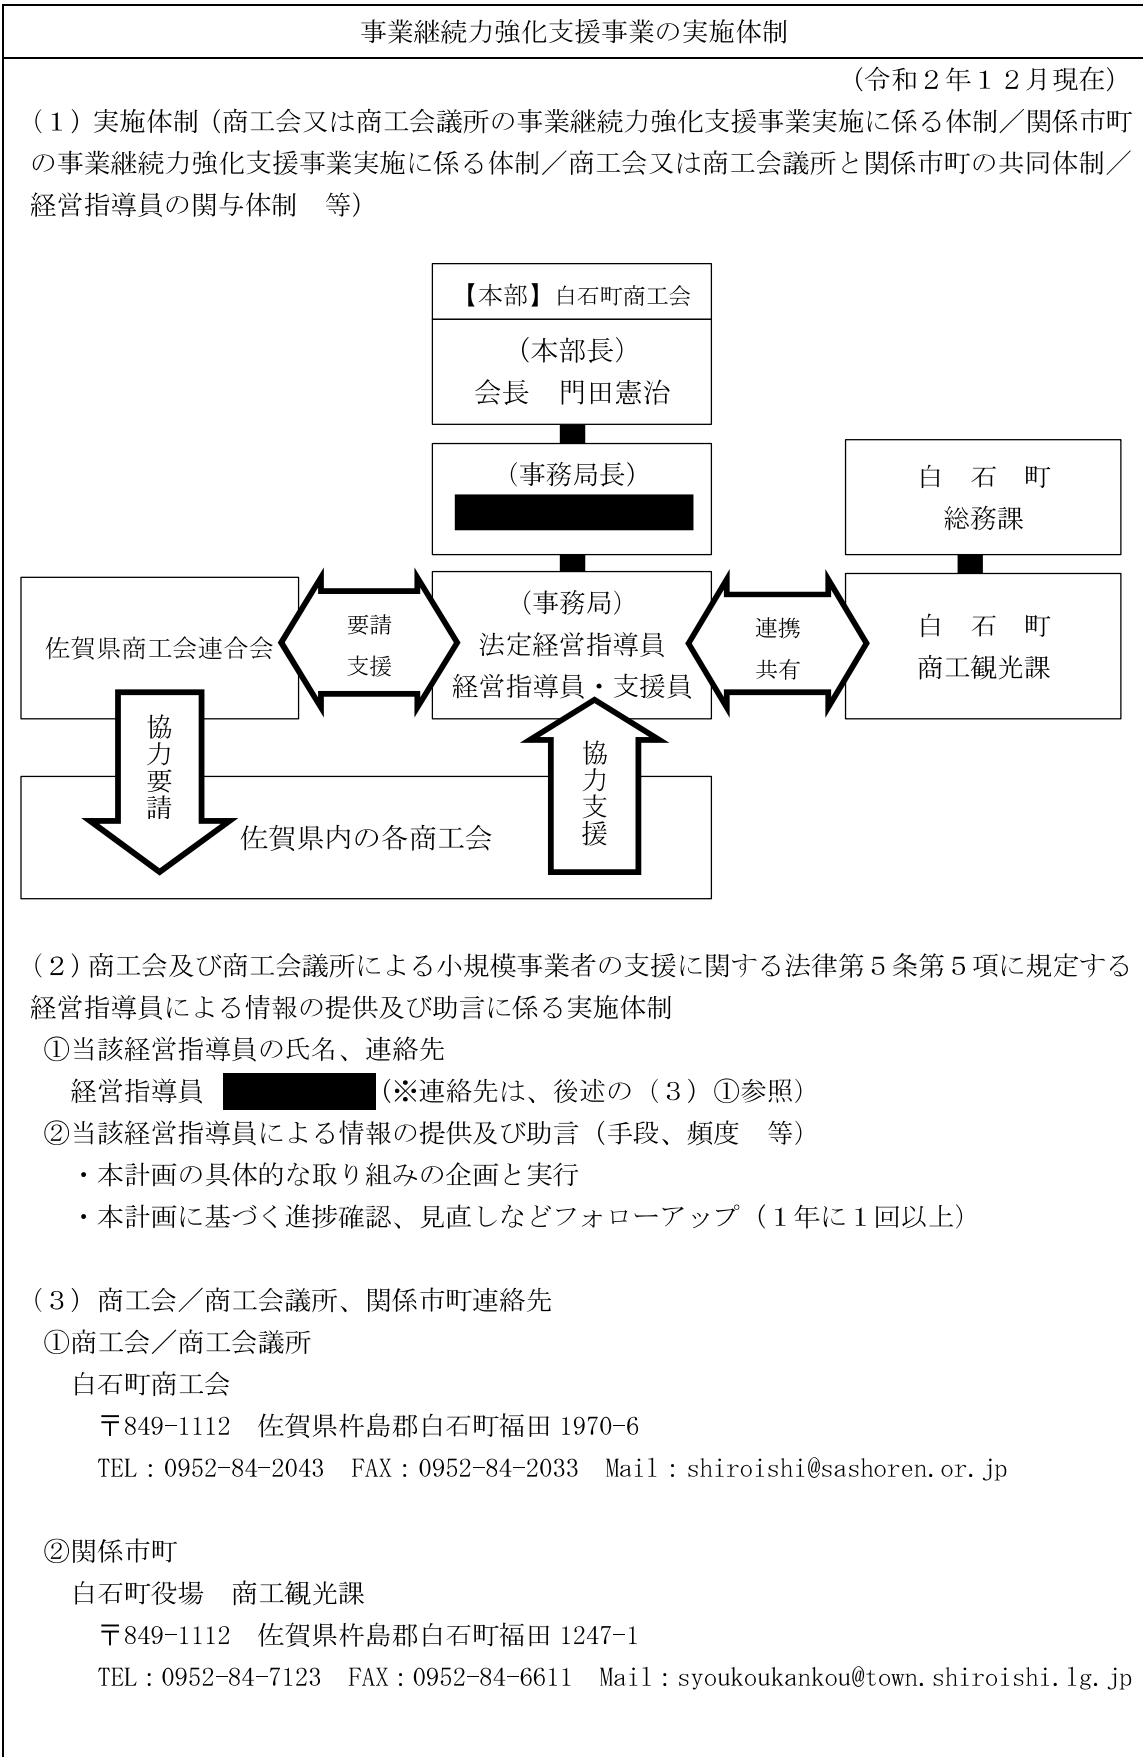 事業継続力強化支援事業の実施体制
（令和２年１２月現在）
（１）実施体制（商工会又は商工会議所の事業継続力強化支援事業実施に係る体制／関係市町
の事業継続力強化支援事業実施に係る体制／商工会又は商工会議所と関係市町の共同体制／
経営指導員の関与体制　等）
【本部】白石町商工会
（本部長）
会長　門田憲治
（事務局長）
白　石　町
総務課
佐賀県商工会連合会
要請
支援
（事務局）
法定経営指導員
経営指導員・支援員
連携
共有
白　石　町
商工観光課
協力要請
協力支援
佐賀県内の各商工会
（２）商工会及び商工会議所による小規模事業者の支援に関する法律第５条第５項に規定する
経営指導員による情報の提供及び助言に係る実施体制
①当該経営指導員の氏名、連絡先
経営指導員　（※連絡先は、後述の（３）①参照）
②当該経営指導員による情報の提供及び助言（手段、頻度　等）
・本計画の具体的な取り組みの企画と実行
・本計画に基づく進捗確認、見直しなどフォローアップ（１年に１回以上）
（３）商工会／商工会議所、関係市町連絡先
①商工会／商工会議所
白石町商工会
〒849-1112　佐賀県杵島郡白石町福田 1970-6
TEL：0952-84-2043　FAX：0952-84-2033　Mail：shiroishi@sashoren.or.jp
②関係市町
白石町役場　商工観光課
〒849-1112　佐賀県杵島郡白石町福田 1247-1
TEL：0952-84-7123　FAX：0952-84-6611　Mail：syoukoukankou@town.shiroishi.lg.jp